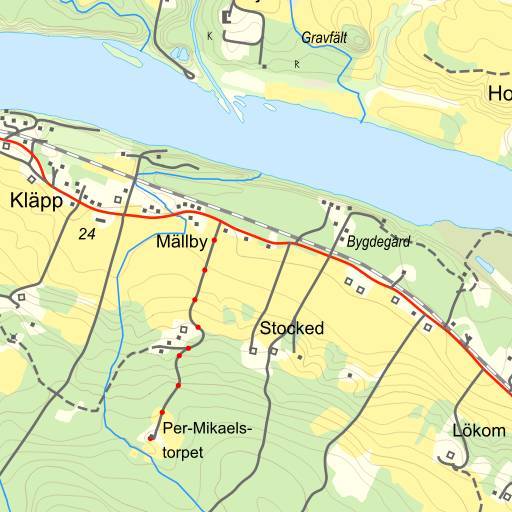 Gravfält
K
R
Ho
Kläpp
24
Mällby
Bygdegård
Stocked
Per-Mikaels-
torpet
Lökom